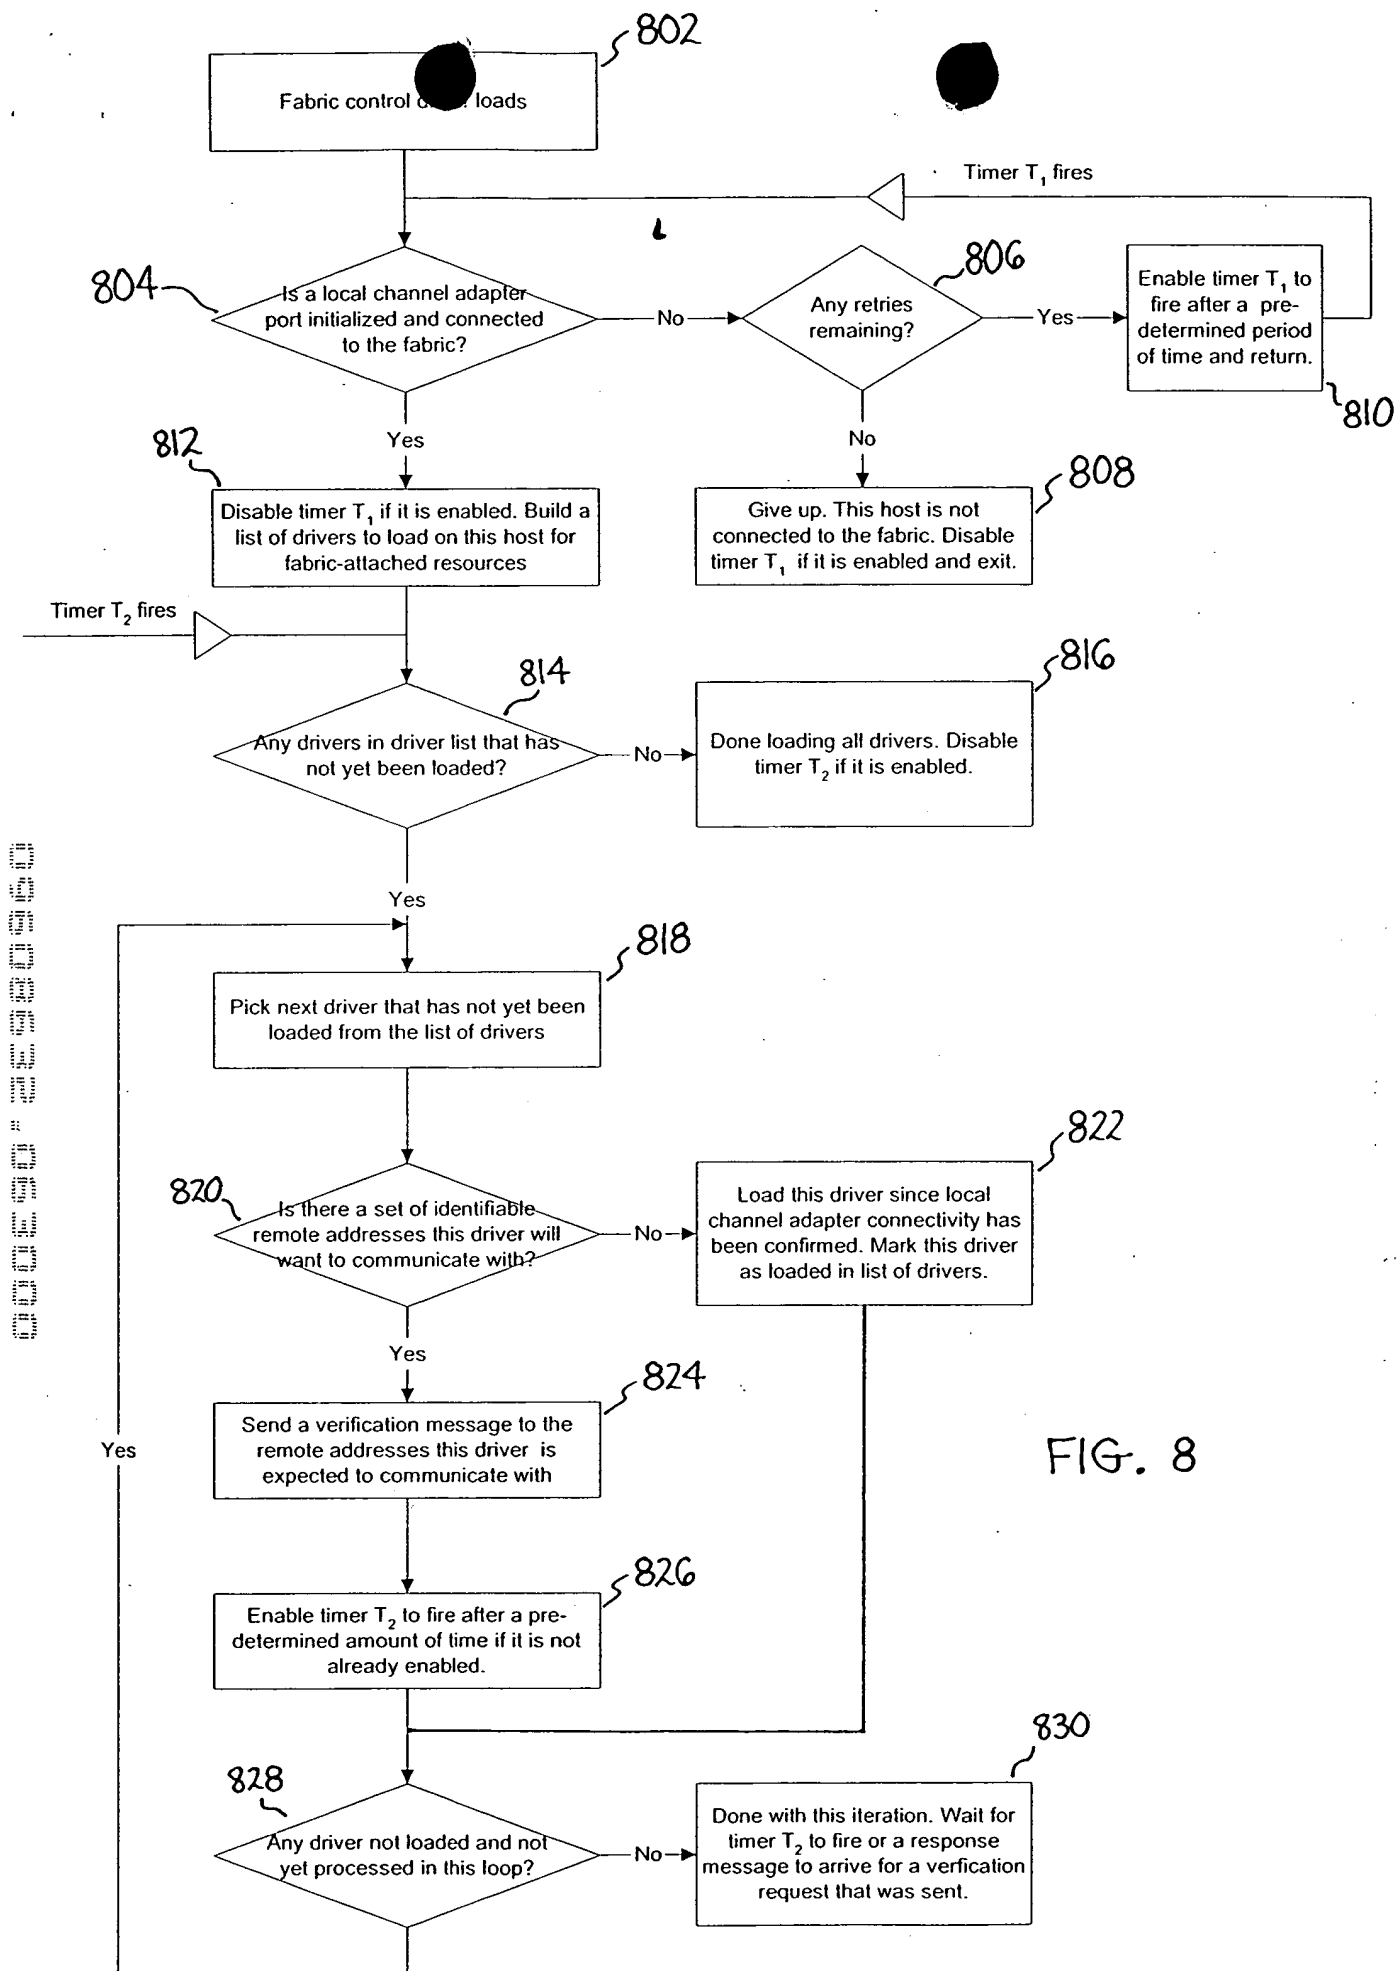 802
Fabric control loads
Timer T1 fires
804
Is a local channel adapter
port initialized and connected
to the fabric?
No
806
Any retries
remaining?
Yes
Enable timer T1 to
fire after a pre-
determined period
of time and return.
810
Yes
No
812
Disable timer T1 if it is enabled. Build a
list of drivers to load on this host for
fabric-attached resources
808
Give up. This host is not
connected to the fabric. Disable
timer T1 if it is enabled and exit.
Timer T2 fires
814
Any drivers in driver list that has
not yet been loaded?
No
816
Done loading all drivers. Disable
timer T2 if it is enabled.
Yes
818
Pick next driver that has not yet been
loaded from the list of drivers
820
Is there a set of identifiable
remote addresses this driver will
want to communicate with?
No
822
Load this driver since local
channel adapter connectivity has
been confirmed. Mark this driver
as loaded in list of drivers.
Yes
824
Send a verification message to the
remote addresses this driver is
expected to communicate with
Yes
FIG. 8
826
Enable timer T2 to fire after a pre-
determined amount of time if it is not
already enabled.
828
Any driver not loaded and not
yet processed in this loop?
No
830
Done with this iteration. Wait for
timer T2 to fire or a response
message to arrive for a verfication
request that was sent.